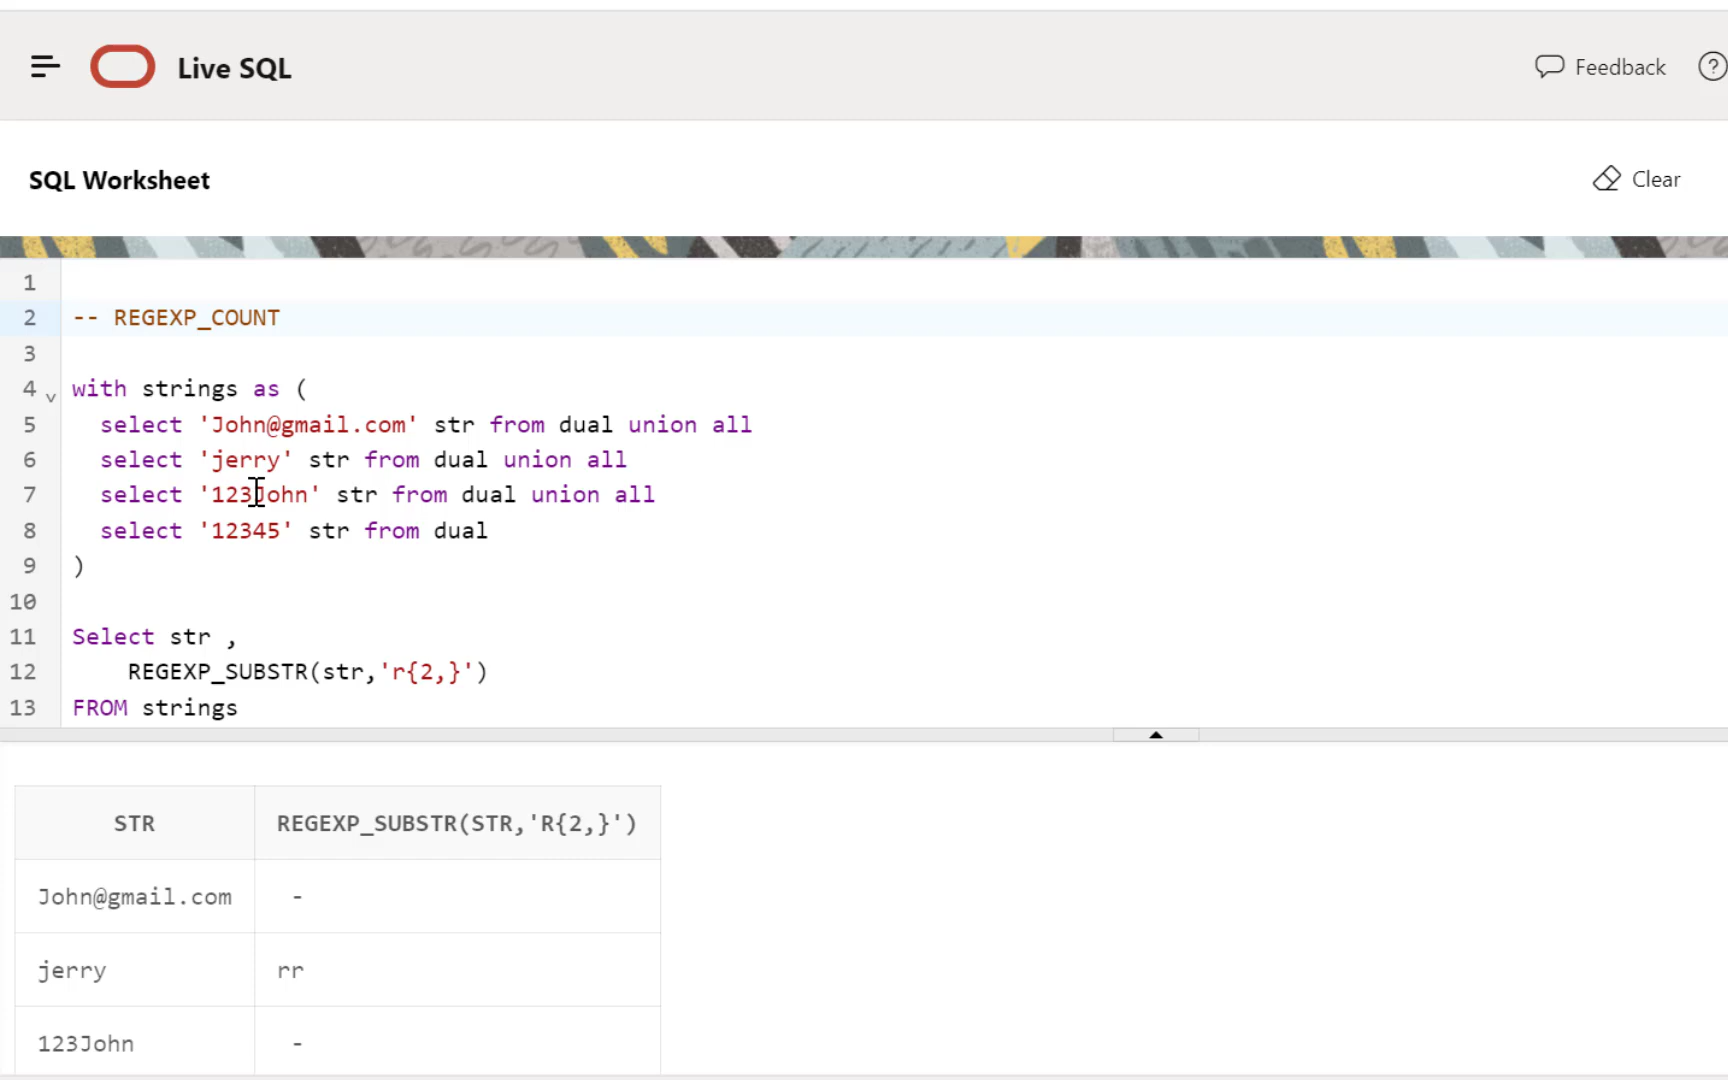 Live SQL
Feedback
?
SQL Worksheet
Clear
1
2 -- REGEXP_COUNT
3
4 with strings as (
5 select 'John@gmail.com' str from dual union all
6 select 'jerry' str from dual union all
7 select '123John' str from dual union all
8 select '12345' str from dual
9 )
10
11 Select str ,
12 REGEXP_SUBSTR(str,'r{2,}')
13 FROM strings
STR REGEXP_SUBSTR(STR,'R{2,}')
John@gmail.com -
jerry rr
123John -